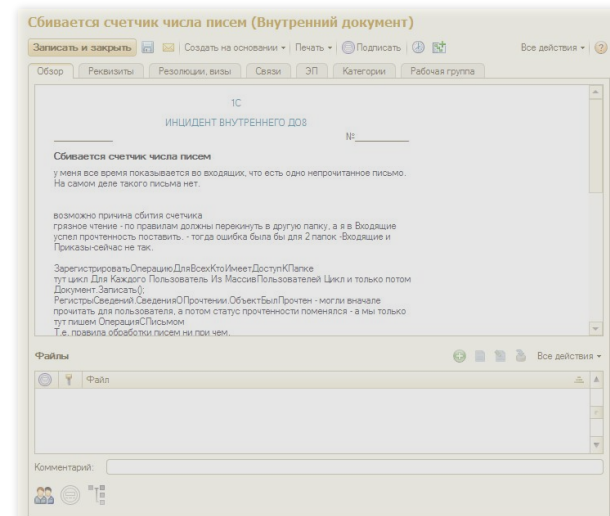 Сбивается счетчик числа писем (Внутренний документ)
Записать и закрыть Создать на основании Печать Подписать Все действия
Обзор Реквизиты Резолюции, визы Связи ЭП Категории Рабочая группа
1С
ИНЦИДЕНТ ВНУТРЕННЕГО ДО8
№
Сбивается счетчик числа писем
у меня все время показывается во входящих, что есть одно непрочитанное письмо.
На самом деле такого письма нет.
возможно причина сбития счетчика
грязное чтение - по правилам должны перекинуть в другую папку, а я в Входящие
успел прочтенность поставить. - тогда ошибка была бы для 2 папок -Входящие и
Приказы-сейчас не так.
ЗарегистрироватьОперациюДляВсехКтоИмеетДоступКПапке
тут цикл Для Каждого Пользователь Из МассивПользователей Цикл и только потом
Документ.Записать();
РегистрыСведений.СведенияОПрочтении.ОбъектБылПрочтен - могли вначале
прочитать для пользователя, а потом статус прочтенности поменялся - а мы только
тут пишем ОперацияСПисьмом
Т.е. правила обработки писем ни при чем.
Файлы Все действия
Файл
Комментарий: